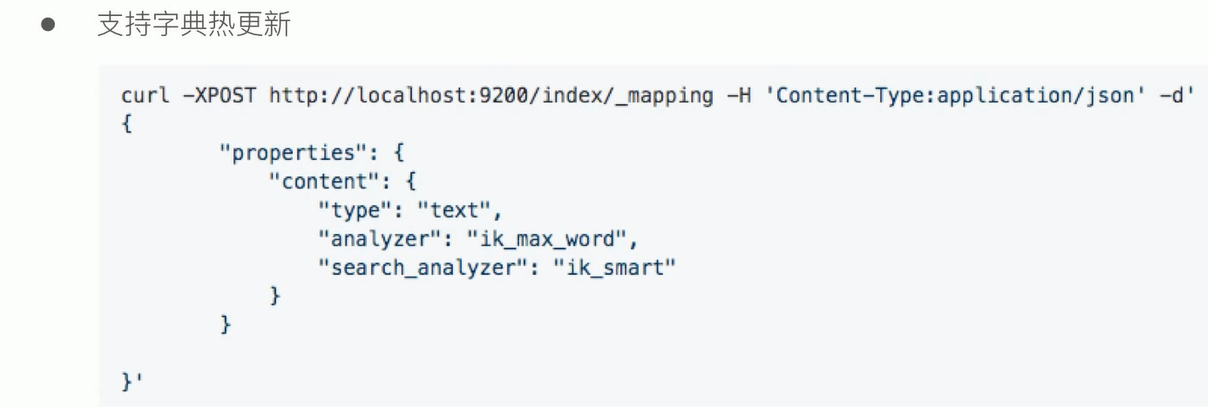 ● 支持字典热更新
curl -XPOST http://localhost:9200/index/_mapping -H 'Content-Type:application/json' -d'
{
        "properties": {
            "content": {
                "type": "text",
                "analyzer": "ik_max_word",
                "search_analyzer": "ik_smart"
            }
        }
}'